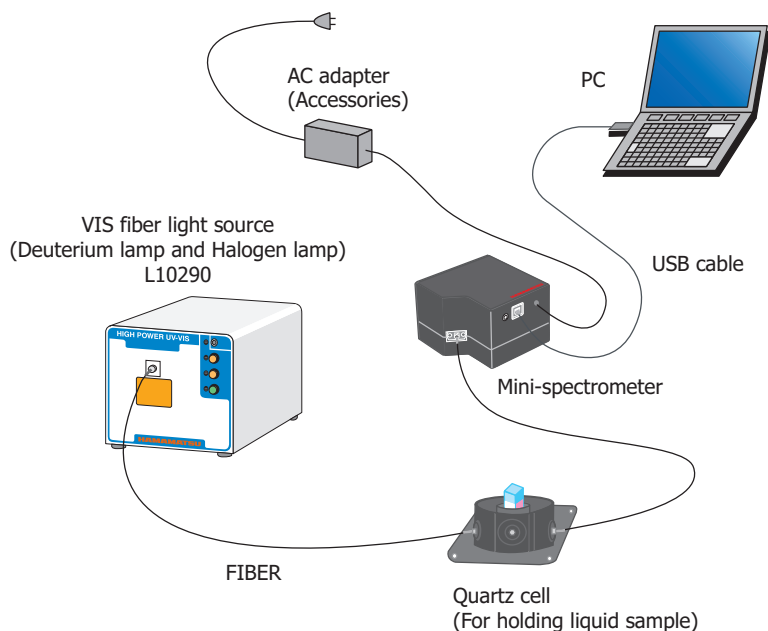 AC adapter
(Accessories)
PC
VIS fiber light source
(Deuterium lamp and Halogen lamp)
L10290
USB cable
HIGH POWER UV-VIS
Mini-spectrometer
HAMAMATSU
FIBER
Quartz cell
(For holding liquid sample)